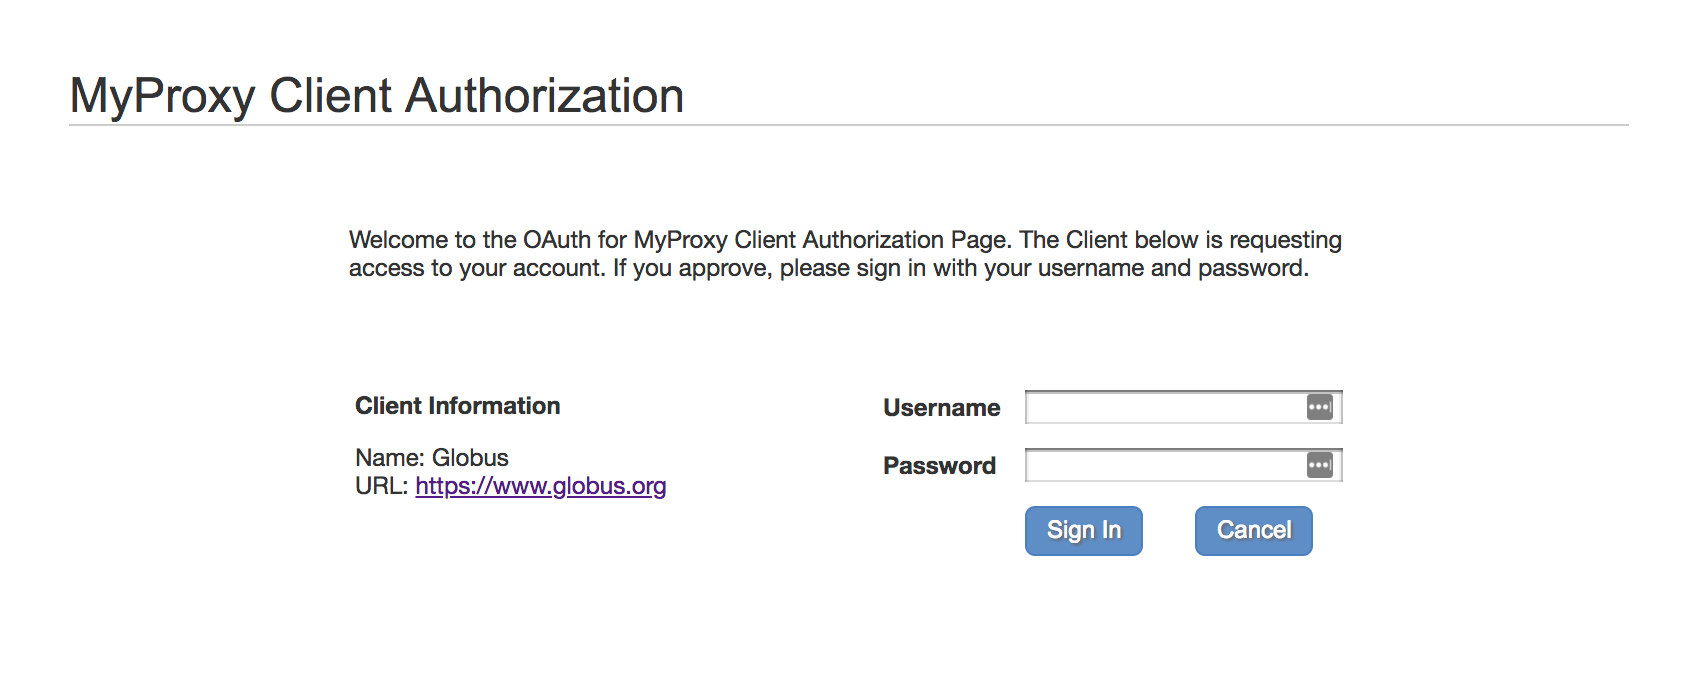 MyProxy Client Authorization
Welcome to the OAuth for MyProxy Client Authorization Page. The Client below is requesting
access to your account. If you approve, please sign in with your username and password.
Client Information
Name: Globus
URL: https://www.globus.org
Username
Password
Sign In
Cancel